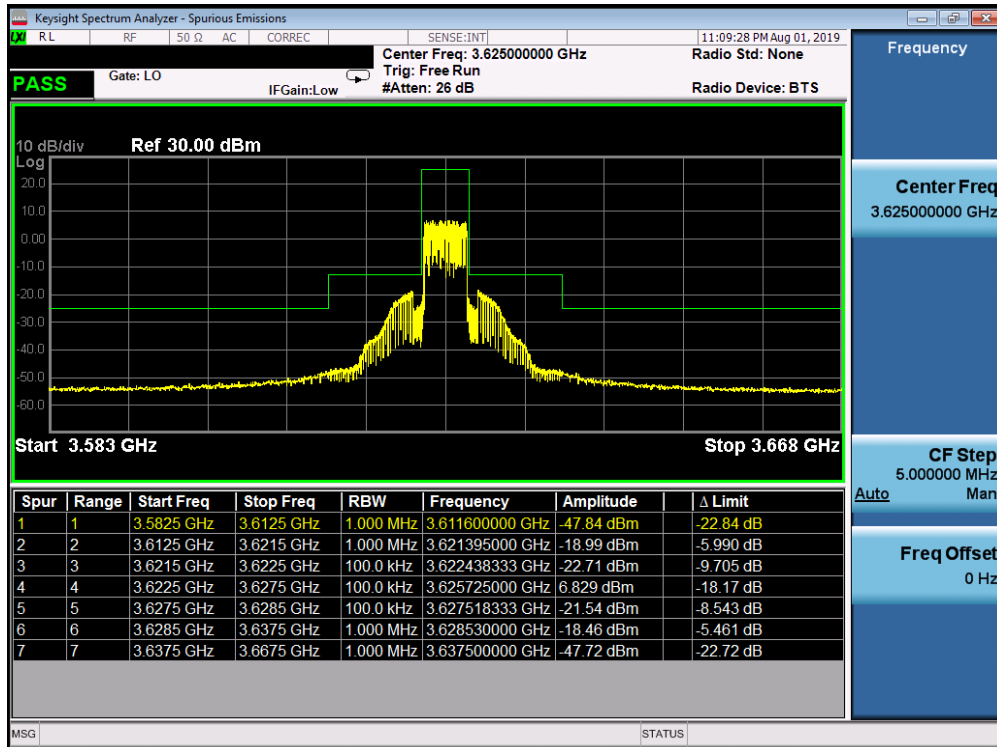 Keysight Spectrum Analyzer - Spurious Emissions
LXI RL RF 50 Ω AC CORREC SENSE:INT 11:09:28 PM Aug 01, 2019
Frequency
Center Freq: 3.625000000 GHz Radio Std: None
PASS Gate: LO Trig: Free Run
IFGain:Low #Atten: 26 dB Radio Device: BTS
10 dB/div Ref 30.00 dBm
Log
20.0
10.0
0.00
-10.0
-20.0
-30.0
-40.0
-50.0
-60.0
Start 3.583 GHz Stop 3.668 GHz
Center Freq
3.625000000 GHz
CF Step
5.000000 MHz
Auto Man
Freq Offset
0 Hz
Spur Range Start Freq Stop Freq RBW Frequency Amplitude Δ Limit
1 1 3.5825 GHz 3.6125 GHz 1.000 MHz 3.611600000 GHz -47.84 dBm -22.84 dB
2 2 3.6125 GHz 3.6215 GHz 1.000 MHz 3.621395000 GHz -18.99 dBm -5.990 dB
3 3 3.6215 GHz 3.6225 GHz 100.0 kHz 3.622438333 GHz -22.71 dBm -9.705 dB
4 4 3.6225 GHz 3.6275 GHz 100.0 kHz 3.625725000 GHz 6.829 dBm -18.17 dB
5 5 3.6275 GHz 3.6285 GHz 100.0 kHz 3.627518333 GHz -21.54 dBm -8.543 dB
6 6 3.6285 GHz 3.6375 GHz 1.000 MHz 3.628530000 GHz -18.46 dBm -5.461 dB
7 7 3.6375 GHz 3.6675 GHz 1.000 MHz 3.637500000 GHz -47.72 dBm -22.72 dB
MSG STATUS